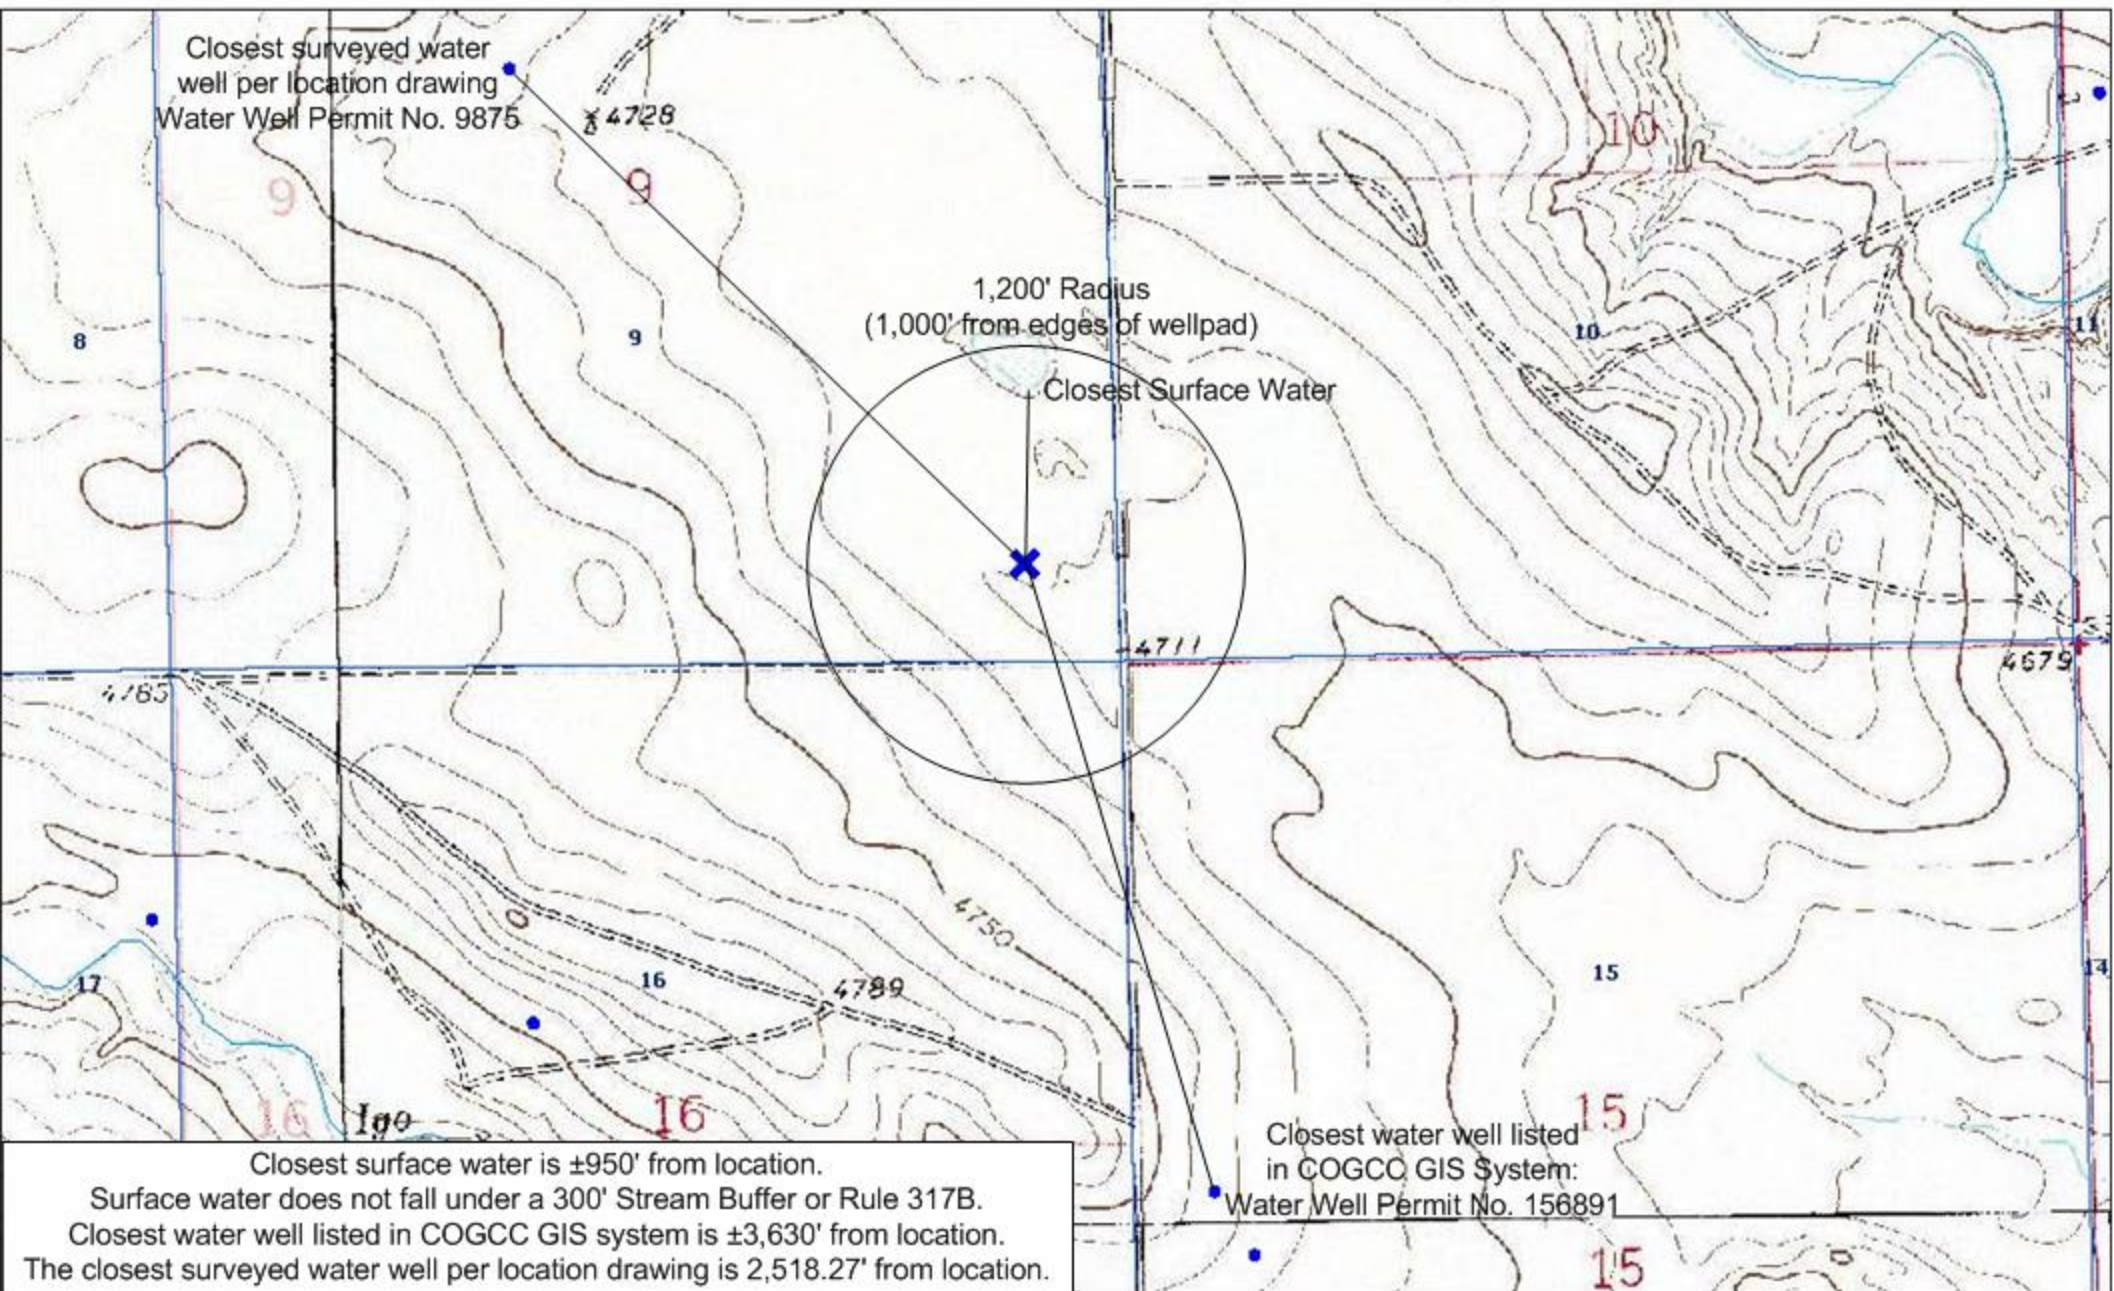 Closest surveyed water
well per location drawing
Water Well Permit No. 9875
4728
10
9
9
1,200' Radius
(1,000' from edges of wellpad)
8
9
10
11
Closest Surface Water
4711
4679
4785
4750
17
16
4789
15
14
16
Igo
16
15
Closest water well listed
in COGCC GIS System:
Water Well Permit No. 156891
15
Closest surface water is ±950' from location.
Surface water does not fall under a 300' Stream Buffer or Rule 317B.
Closest water well listed in COGCC GIS system is ±3,630' from location.
The closest surveyed water well per location drawing is 2,518.27' from location.